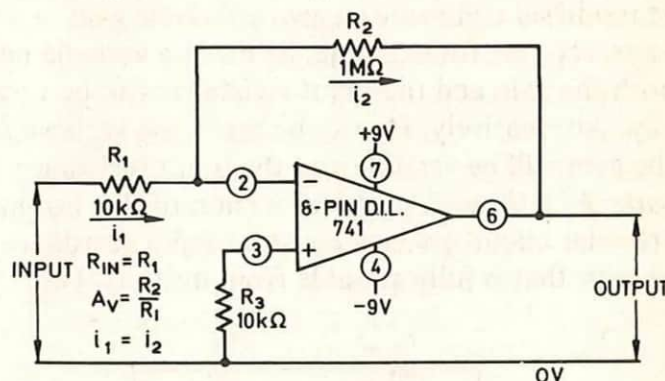 R2
1MΩ
i2
+9V
R1
10kΩ
i1
2
7
−
8-PIN D.I.L.
741
6
3
+
4
INPUT
RIN=R1
AV=R2/R1
i1 = i2
R3
10kΩ
-9V
OUTPUT
0V